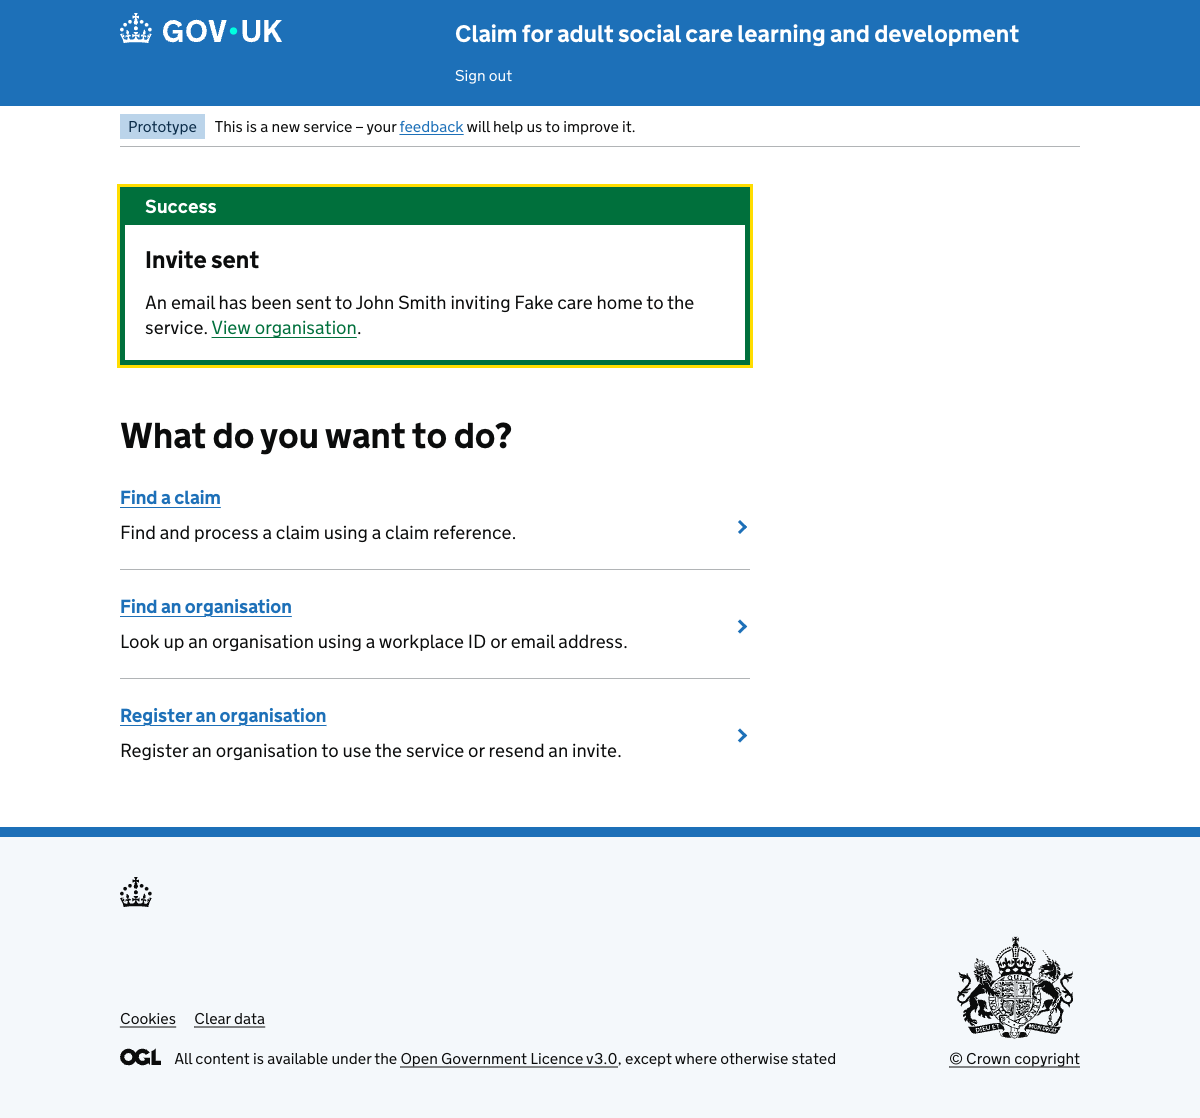 GOV•UK
Claim for adult social care learning and development
Sign out
Prototype
This is a new service – your feedback will help us to improve it.
Success
Invite sent
An email has been sent to John Smith inviting Fake care home to the
service. View organisation.
What do you want to do?
Find a claim
Find and process a claim using a claim reference.
Find an organisation
Look up an organisation using a workplace ID or email address.
Register an organisation
Register an organisation to use the service or resend an invite.
Cookies
Clear data
OGL
All content is available under the Open Government Licence v3.0, except where otherwise stated
© Crown copyright